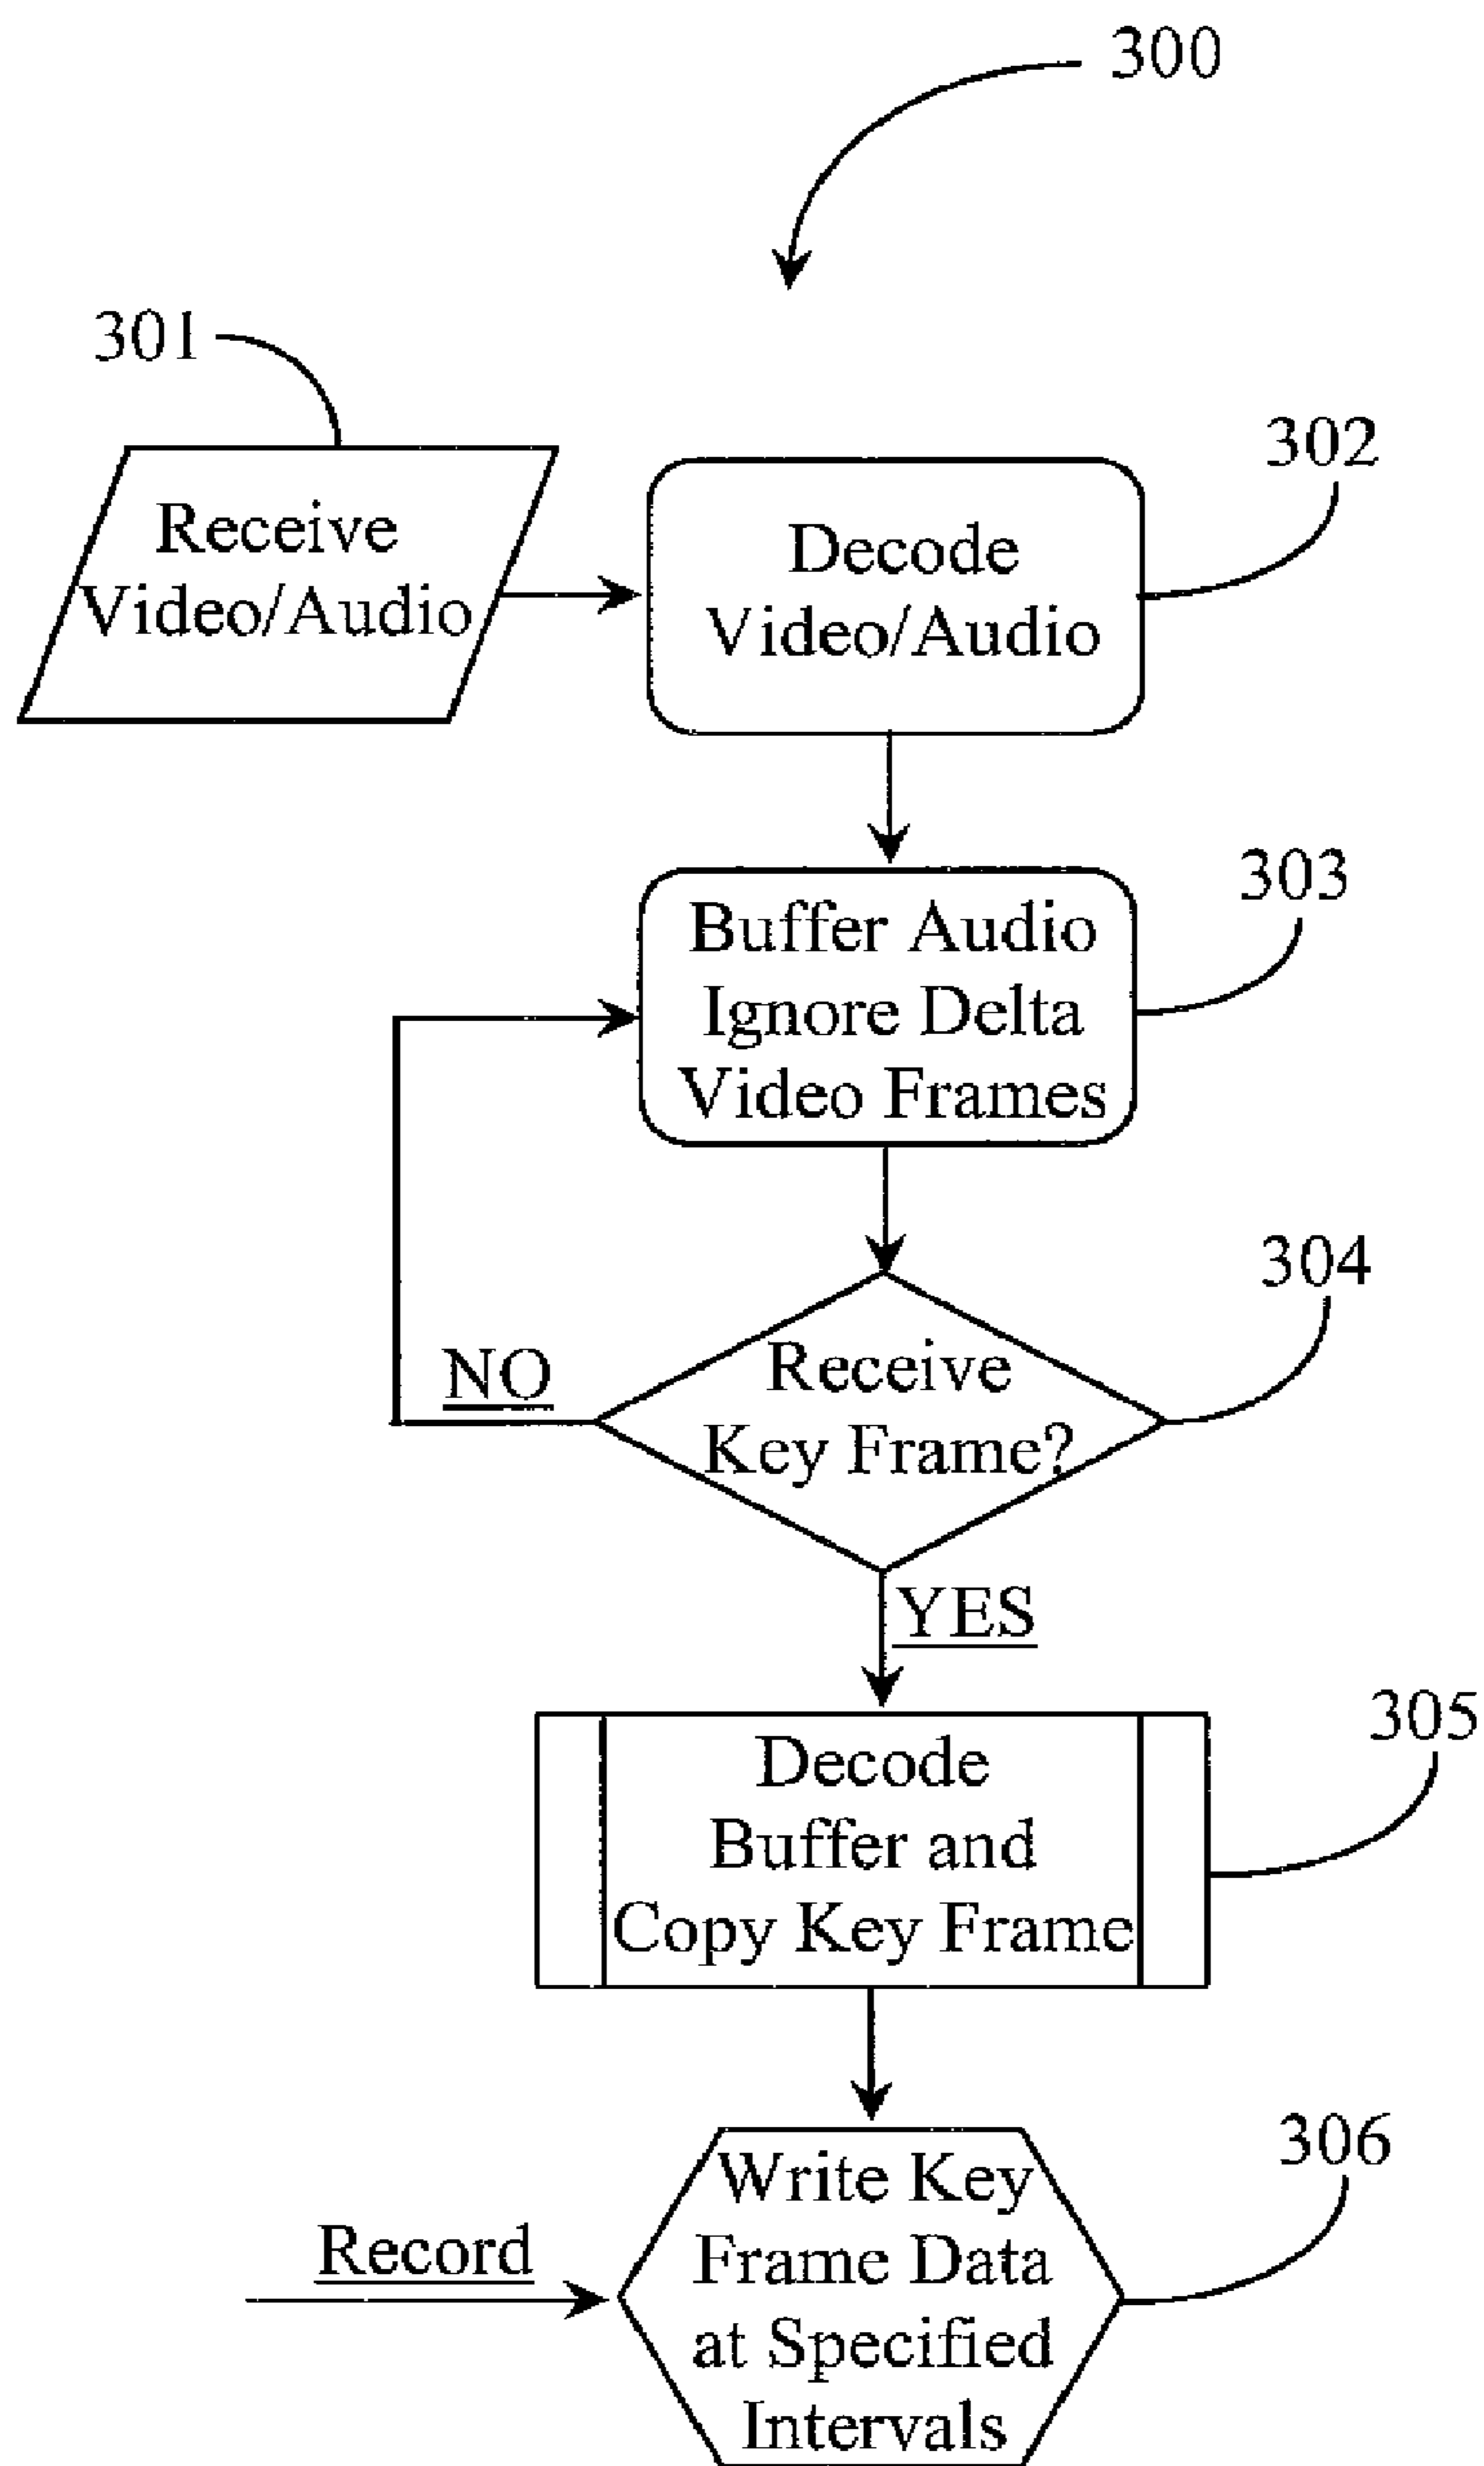 300
301
Receive
Video/Audio
302
Decode
Video/Audio
303
Buffer Audio
Ignore Delta
Video Frames
304
Receive
Key Frame?
NO
YES
305
Decode
Buffer and
Copy Key Frame
306
Write Key
Frame Data
at Specified
Intervals
Record